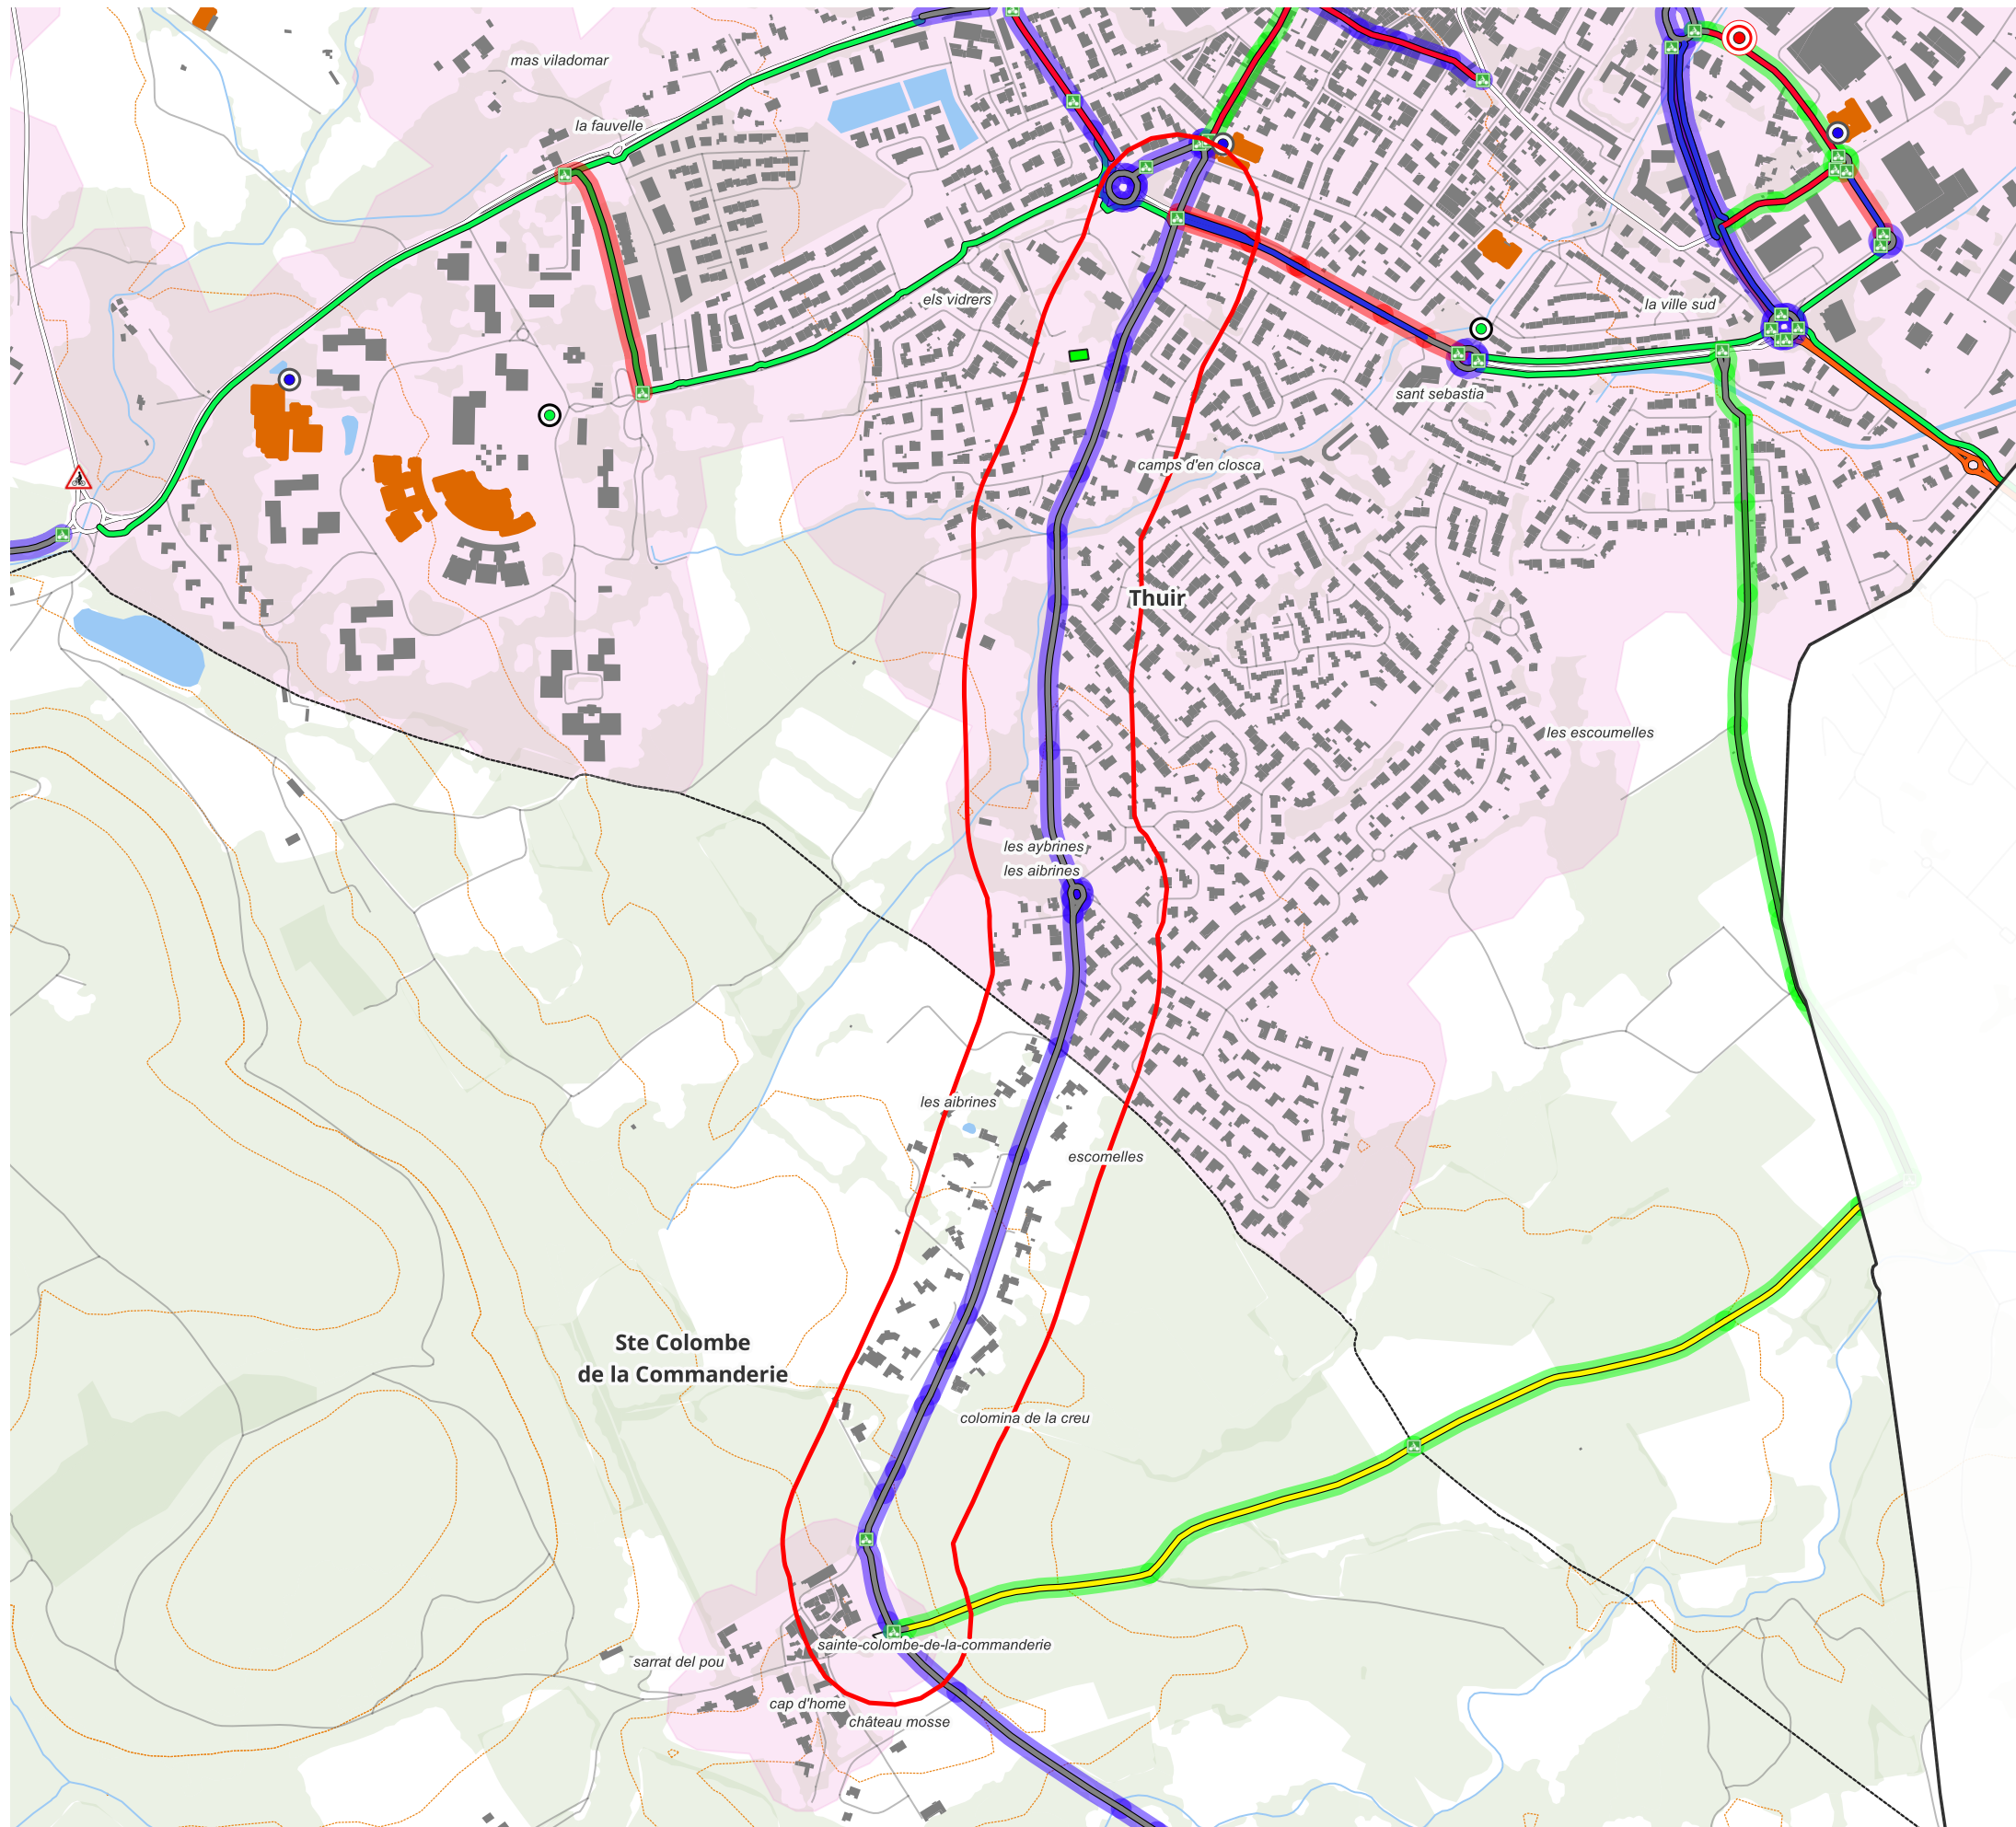 mas viladomar
la fauvelle
els vidrers
la ville sud
sant sebastia
camps d'en closca
Thuir
les escoumelles
les aybrines
les aibrines
les aibrines
escomelles
Ste Colombe
de la Commanderie
colomina de la creu
sainte-colombe-de-la-commanderie
sarrat del pou
cap d'home
château mosse